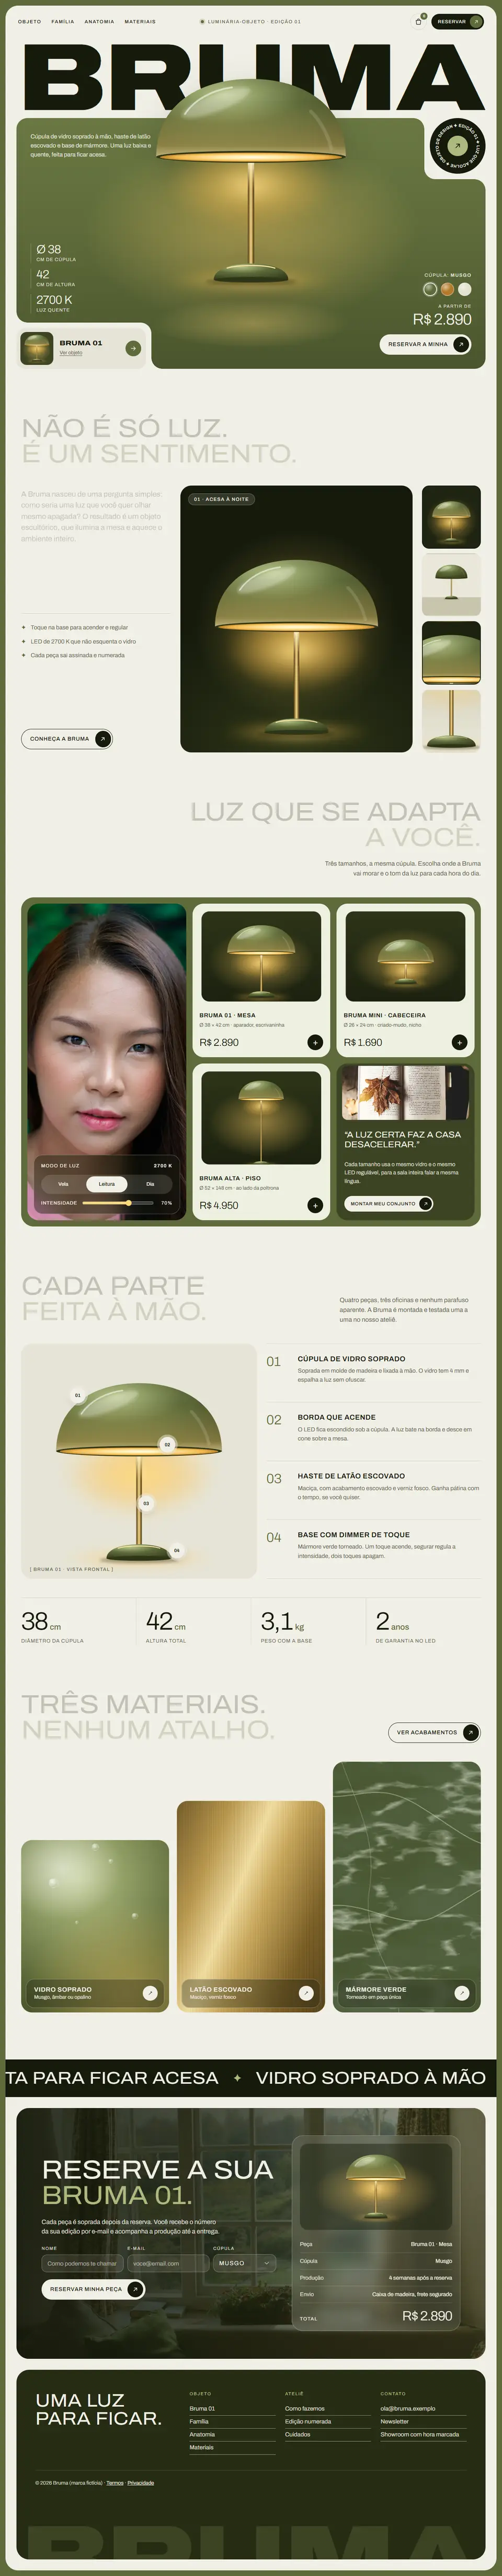 OBJETO FAMÍLIA ANATOMIA MATERIAIS
LUMINÁRIA-OBJETO · EDIÇÃO 01
RESERVAR
BRUMA
Cúpula de vidro soprado à mão, haste de latão
escovado e base de mármore. Uma luz baixa e
quente, feita para ficar acesa.
OBJETO DE DESIGN ✦ EDIÇÃO 01 ✦ LUZ QUE ACOLHE ✦
Ø 38
CM DE CÚPULA
42
CM DE ALTURA
2700 K
LUZ QUENTE
CÚPULA: MUSGO
A PARTIR DE
R$ 2.890
RESERVAR A MINHA
BRUMA 01
Ver objeto
NÃO É SÓ LUZ.
É UM SENTIMENTO.
A Bruma nasceu de uma pergunta simples:
como seria uma luz que você quer olhar
mesmo apagada? O resultado é um objeto
escultórico, que ilumina a mesa e aquece o
ambiente inteiro.
01 · ACESA À NOITE
✦ Toque na base para acender e regular
✦ LED de 2700 K que não esquenta o vidro
✦ Cada peça sai assinada e numerada
CONHEÇA A BRUMA
LUZ QUE SE ADAPTA
A VOCÊ.
Três tamanhos, a mesma cúpula. Escolha onde a Bruma
vai morar e o tom da luz para cada hora do dia.
MODO DE LUZ 2700 K
Vela Leitura Dia
INTENSIDADE 70%
BRUMA 01 · MESA
Ø 38 × 42 cm · aparador, escrivaninha
R$ 2.890
BRUMA MINI · CABECEIRA
Ø 26 × 24 cm · criado-mudo, nicho
R$ 1.690
BRUMA ALTA · PISO
Ø 52 × 148 cm · ao lado da poltrona
R$ 4.950
“A LUZ CERTA FAZ A CASA
DESACELERAR.”
Cada tamanho usa o mesmo vidro e o mesmo
LED regulável, para a sala inteira falar a mesma
língua.
MONTAR MEU CONJUNTO
CADA PARTE
FEITA À MÃO.
Quatro peças, três oficinas e nenhum parafuso
aparente. A Bruma é montada e testada uma a
uma no nosso ateliê.
01
02
03
04
[ BRUMA 01 · VISTA FRONTAL ]
01 CÚPULA DE VIDRO SOPRADO
Soprada em molde de madeira e lixada à mão. O vidro tem 4 mm e
espalha a luz sem ofuscar.
02 BORDA QUE ACENDE
O LED fica escondido sob a cúpula. A luz bate na borda e desce em
cone sobre a mesa.
03 HASTE DE LATÃO ESCOVADO
Maciça, com acabamento escovado e verniz fosco. Ganha pátina com
o tempo, se você quiser.
04 BASE COM DIMMER DE TOQUE
Mármore verde torneado. Um toque acende, segurar regula a
intensidade, dois toques apagam.
38 cm
DIÂMETRO DA CÚPULA
42 cm
ALTURA TOTAL
3,1 kg
PESO COM A BASE
2 anos
DE GARANTIA NO LED
TRÊS MATERIAIS.
NENHUM ATALHO.
VER ACABAMENTOS
VIDRO SOPRADO
Musgo, âmbar ou opalino
LATÃO ESCOVADO
Maciço, verniz fosco
MÁRMORE VERDE
Torneado em peça única
TA PARA FICAR ACESA ✦ VIDRO SOPRADO À MÃO
RESERVE A SUA
BRUMA 01.
Cada peça é soprada depois da reserva. Você recebe o número
da sua edição por e-mail e acompanha a produção até a entrega.
NOME E-MAIL CÚPULA
Como podemos te chamar voce@email.com MUSGO
RESERVAR MINHA PEÇA
Peça Bruma 01 · Mesa
Cúpula Musgo
Produção 4 semanas após a reserva
Envio Caixa de madeira, frete segurado
TOTAL R$ 2.890
UMA LUZ
PARA FICAR.
OBJETO
Bruma 01
Família
Anatomia
Materiais
ATELIÊ
Como fazemos
Edição numerada
Cuidados
CONTATO
ola@bruma.exemplo
Newsletter
Showroom com hora marcada
© 2026 Bruma (marca fictícia) · Termos · Privacidade
BRUMA